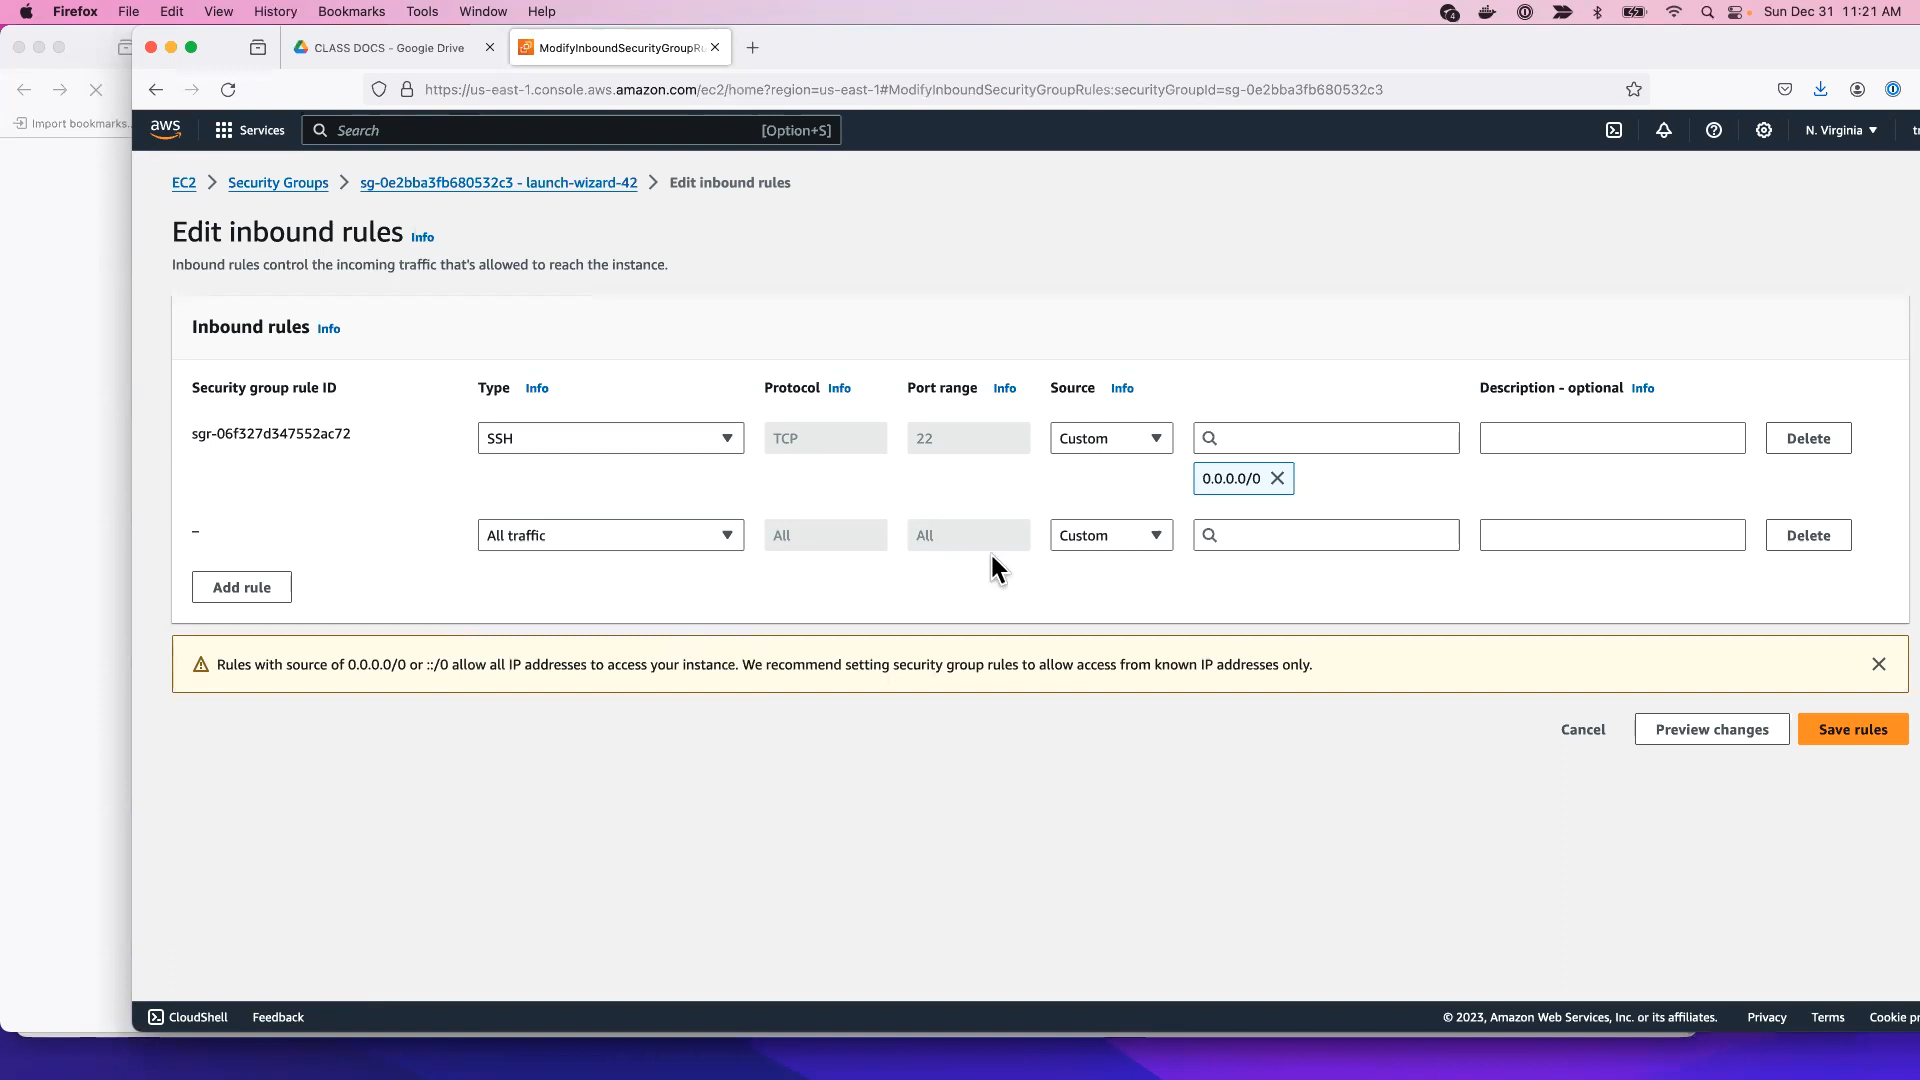 Firefox File Edit View History Bookmarks Tools Window Help 4 Sun Dec 31 11:21 AM
CLASS DOCS - Google Drive ModifyInboundSecurityGroupR
https://us-east-1.console.aws.amazon.com/ec2/home?region=us-east-1#ModifyInboundSecurityGroupRules:securityGroupId=sg-0e2bba3fb680532c3
Import bookmarks...
aws Services Search [Option+S] N. Virginia
EC2 Security Groups sg-0e2bba3fb680532c3 - launch-wizard-42 Edit inbound rules
Edit inbound rules Info
Inbound rules control the incoming traffic that's allowed to reach the instance.
Inbound rules Info
Security group rule ID Type Info Protocol Info Port range Info Source Info Description - optional Info
sgr-06f327d347552ac72 SSH TCP 22 Custom Delete
0.0.0.0/0
– All traffic All All Custom Delete
Add rule
Rules with source of 0.0.0.0/0 or ::/0 allow all IP addresses to access your instance. We recommend setting security group rules to allow access from known IP addresses only.
Cancel Preview changes Save rules
CloudShell Feedback © 2023, Amazon Web Services, Inc. or its affiliates. Privacy Terms Cookie pr